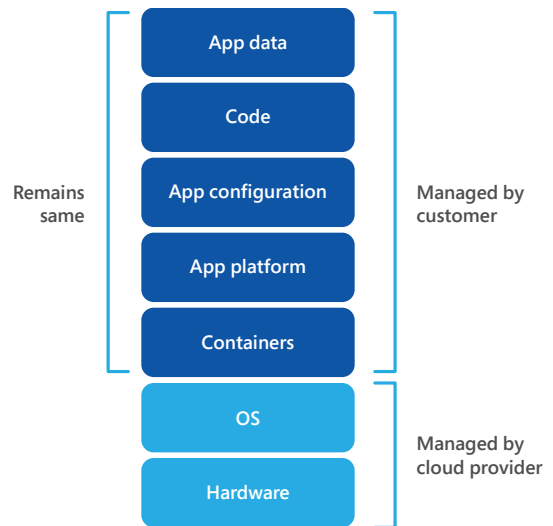 App data
Code
Remains
same
App configuration
Managed by
customer
App platform
Containers
OS
Managed by
cloud provider
Hardware